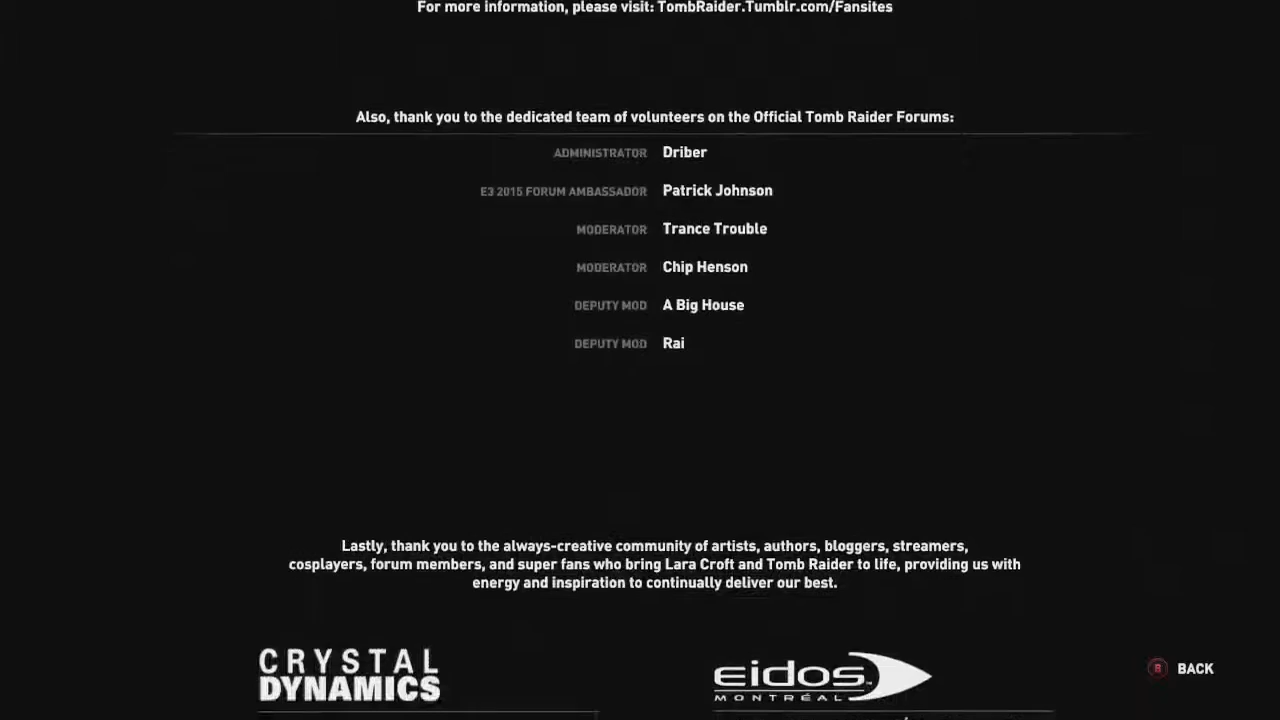 For more information, please visit: TombRaider.Tumblr.com/Fansites
Also, thank you to the dedicated team of volunteers on the Official Tomb Raider Forums:
ADMINISTRATOR Driber
E3 2015 FORUM AMBASSADOR Patrick Johnson
MODERATOR Trance Trouble
MODERATOR Chip Henson
DEPUTY MOD A Big House
DEPUTY MOD Rai
Lastly, thank you to the always-creative community of artists, authors, bloggers, streamers,
cosplayers, forum members, and super fans who bring Lara Croft and Tomb Raider to life, providing us with
energy and inspiration to continually deliver our best.
CRYSTAL
DYNAMICS
eidos™
MONTRÉAL
B BACK